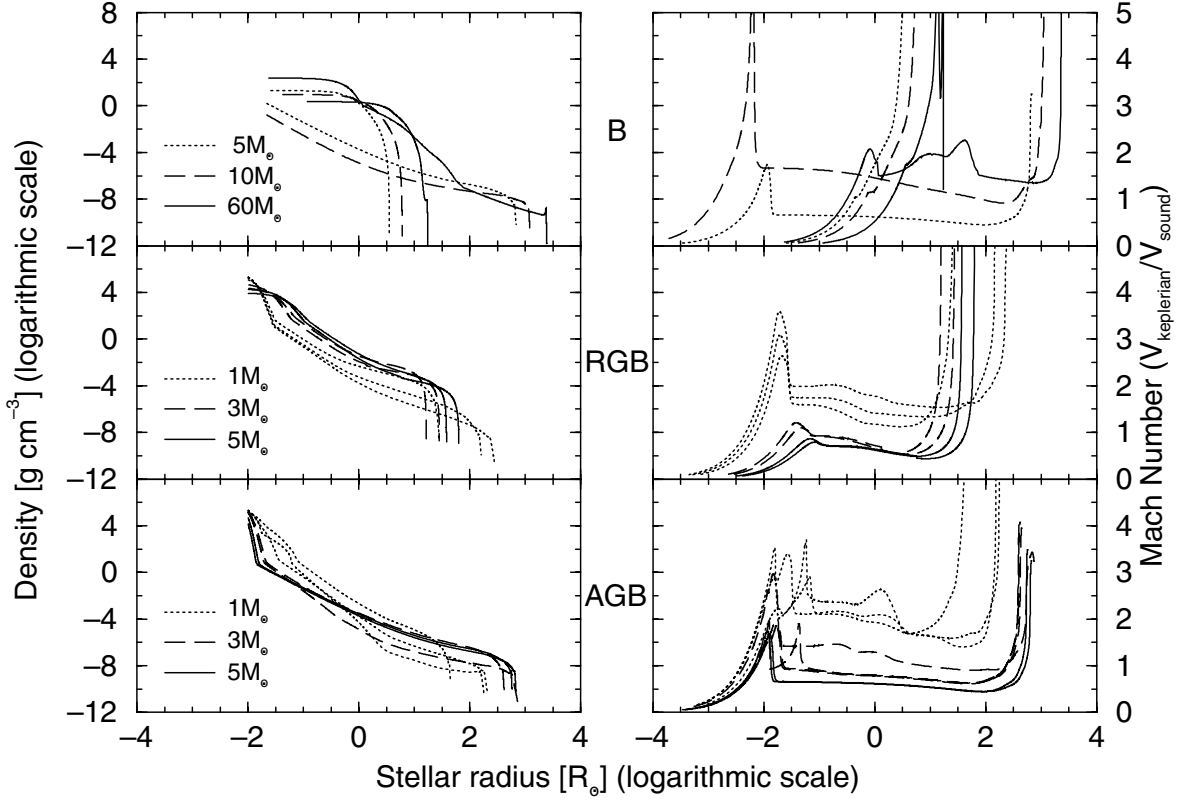 8
4
0
−4
−8
−12
5M☉
10M☉
60M☉
B
5
4
3
2
1
0
4
0
−4
−8
−12
1M☉
3M☉
5M☉
RGB
4
3
2
1
0
4
0
−4
−8
−12
1M☉
3M☉
5M☉
AGB
4
3
2
1
0
−4 −2 0 2 4
−4 −2 0 2 4
Stellar radius [R☉] (logarithmic scale)
Density [g cm⁻³] (logarithmic scale)
Mach Number (V_keplerian/V_sound)